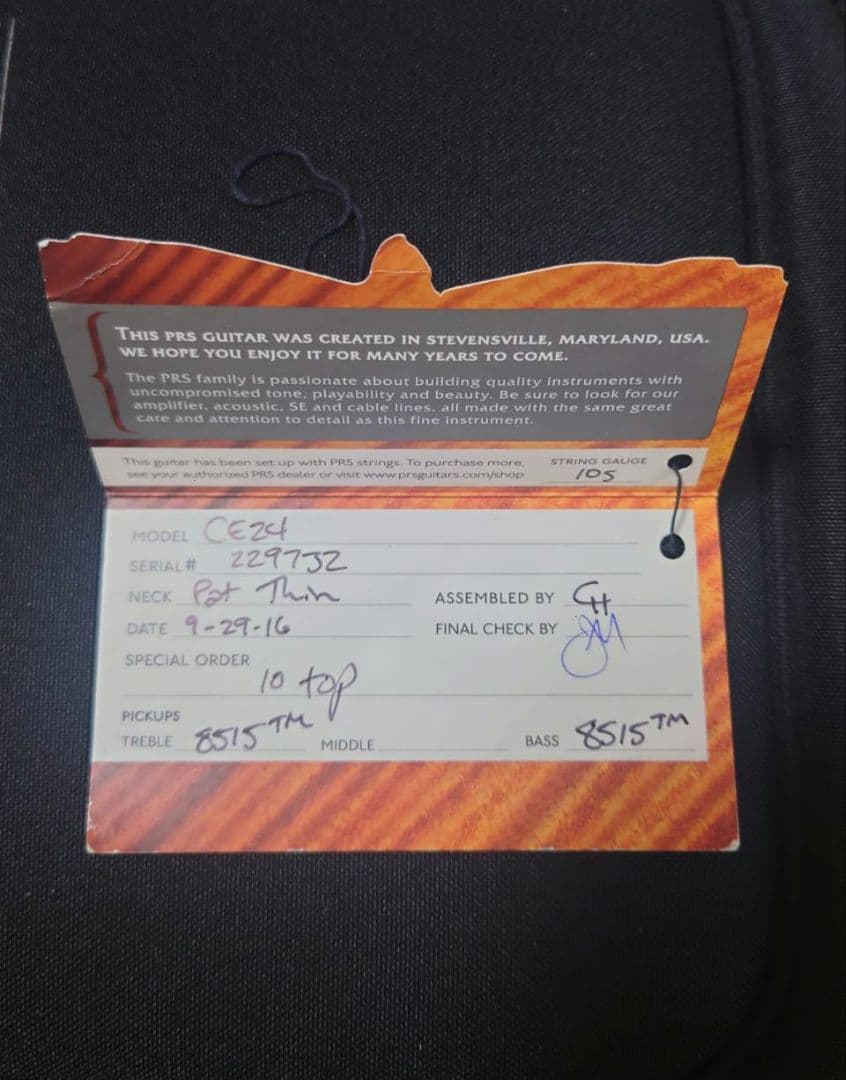 THIS PRS GUITAR WAS CREATED IN STEVENSVILLE, MARYLAND, USA.
WE HOPE YOU ENJOY IT FOR MANY YEARS TO COME.
The PRS family is passionate about building quality instruments with
uncompromised tone, playability and beauty. Be sure to look for our
amplifier, acoustic, SE and cable lines, all made with the same great
care and attention to detail as this fine instrument.
This guitar has been set up with PRS strings. To purchase more,
see your authorized PRS dealer or visit www.prsguitars.com/shop
STRING GAUGE
10S
MODEL CE24
SERIAL# 229732
NECK Pat Thin
ASSEMBLED BY CH
DATE 9-29-16
FINAL CHECK BY JM
SPECIAL ORDER
10 top
PICKUPS
TREBLE 8515™ MIDDLE BASS 8515™